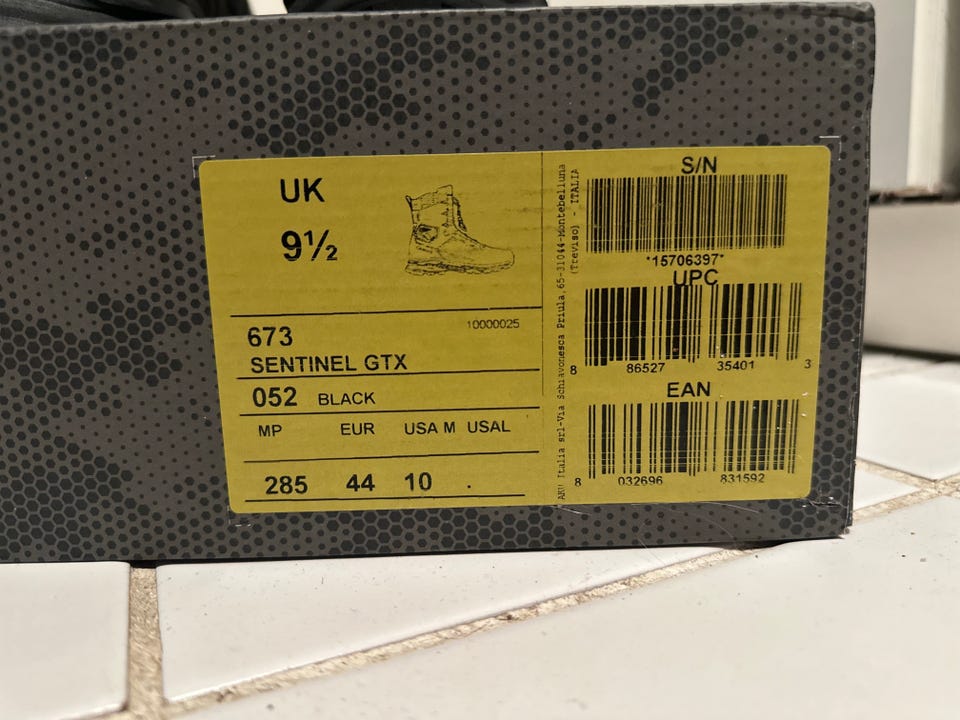 UK
9½
10000025
673
SENTINEL GTX
052 BLACK
MP EUR USA M USAL
285 44 10 .
AKU Italia srl-Via Schiavonesca Priula,65-31044-Montebelluna
(Treviso) - ITALIA
S/N
*15706397*
UPC
8 86527 35401 3
EAN
8 032696 831592